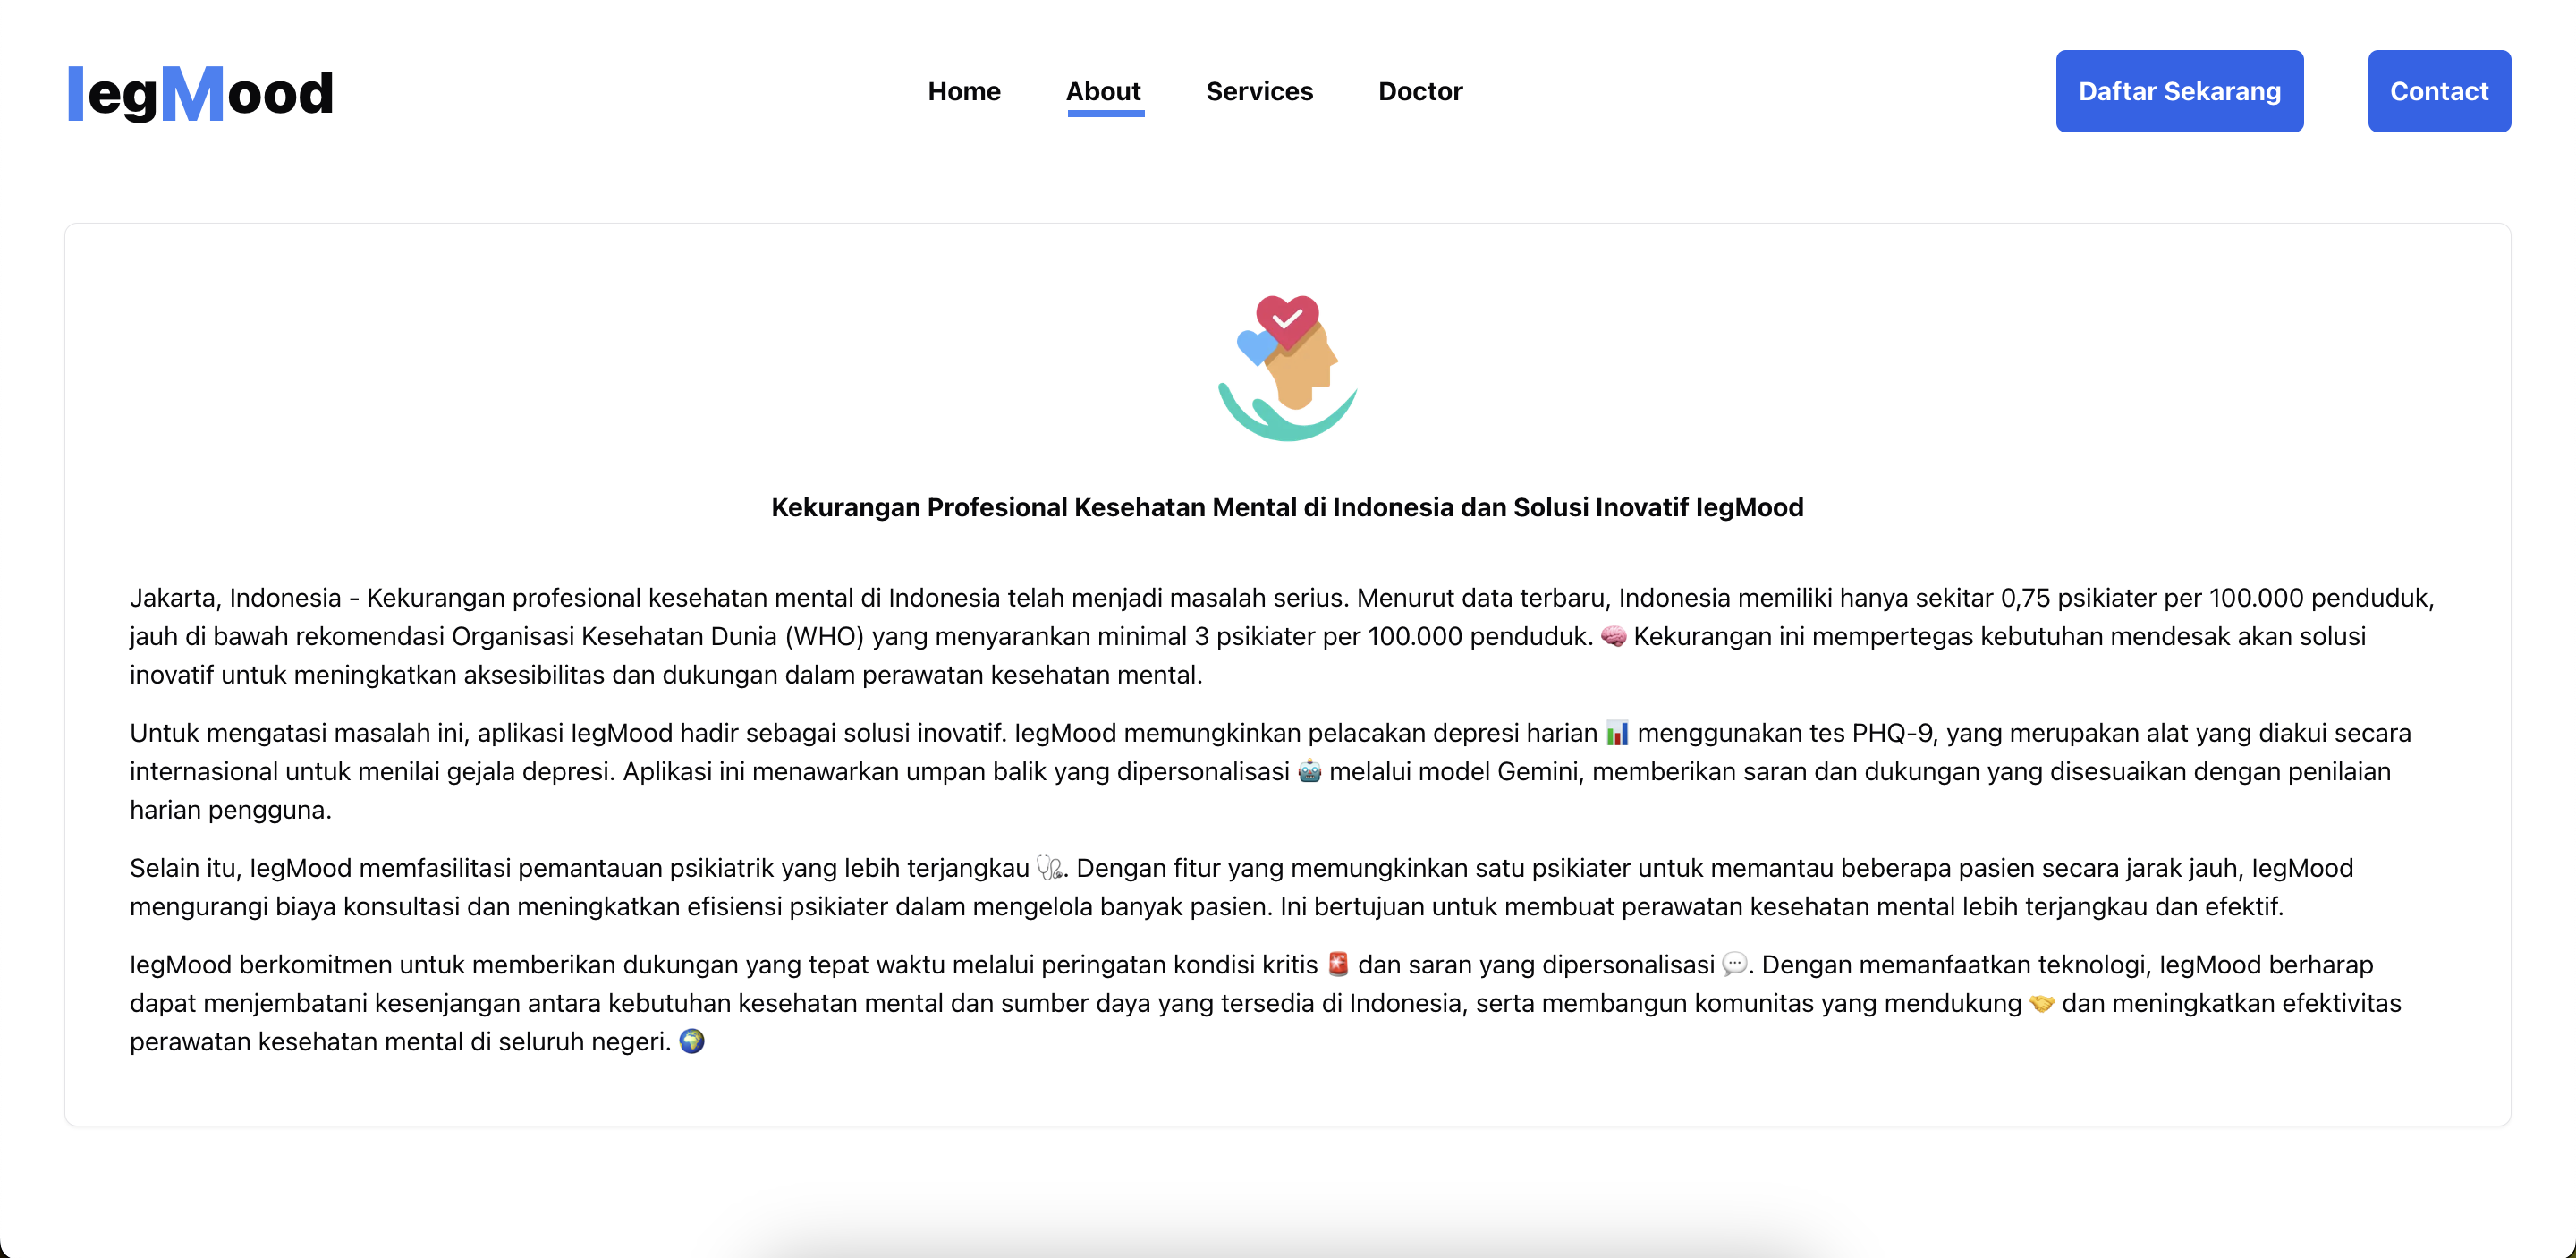 IegMood
Home
About
Services
Doctor
Daftar Sekarang
Contact
Kekurangan Profesional Kesehatan Mental di Indonesia dan Solusi Inovatif IegMood
Jakarta, Indonesia - Kekurangan profesional kesehatan mental di Indonesia telah menjadi masalah serius. Menurut data terbaru, Indonesia memiliki hanya sekitar 0,75 psikiater per 100.000 penduduk,
jauh di bawah rekomendasi Organisasi Kesehatan Dunia (WHO) yang menyarankan minimal 3 psikiater per 100.000 penduduk. 🧠 Kekurangan ini mempertegas kebutuhan mendesak akan solusi
inovatif untuk meningkatkan aksesibilitas dan dukungan dalam perawatan kesehatan mental.
Untuk mengatasi masalah ini, aplikasi IegMood hadir sebagai solusi inovatif. IegMood memungkinkan pelacakan depresi harian 📊 menggunakan tes PHQ-9, yang merupakan alat yang diakui secara
internasional untuk menilai gejala depresi. Aplikasi ini menawarkan umpan balik yang dipersonalisasi 🤖 melalui model Gemini, memberikan saran dan dukungan yang disesuaikan dengan penilaian
harian pengguna.
Selain itu, IegMood memfasilitasi pemantauan psikiatrik yang lebih terjangkau 🩺. Dengan fitur yang memungkinkan satu psikiater untuk memantau beberapa pasien secara jarak jauh, IegMood
mengurangi biaya konsultasi dan meningkatkan efisiensi psikiater dalam mengelola banyak pasien. Ini bertujuan untuk membuat perawatan kesehatan mental lebih terjangkau dan efektif.
IegMood berkomitmen untuk memberikan dukungan yang tepat waktu melalui peringatan kondisi kritis 🚨 dan saran yang dipersonalisasi 💬. Dengan memanfaatkan teknologi, IegMood berharap
dapat menjembatani kesenjangan antara kebutuhan kesehatan mental dan sumber daya yang tersedia di Indonesia, serta membangun komunitas yang mendukung 🤝 dan meningkatkan efektivitas
perawatan kesehatan mental di seluruh negeri. 🌍